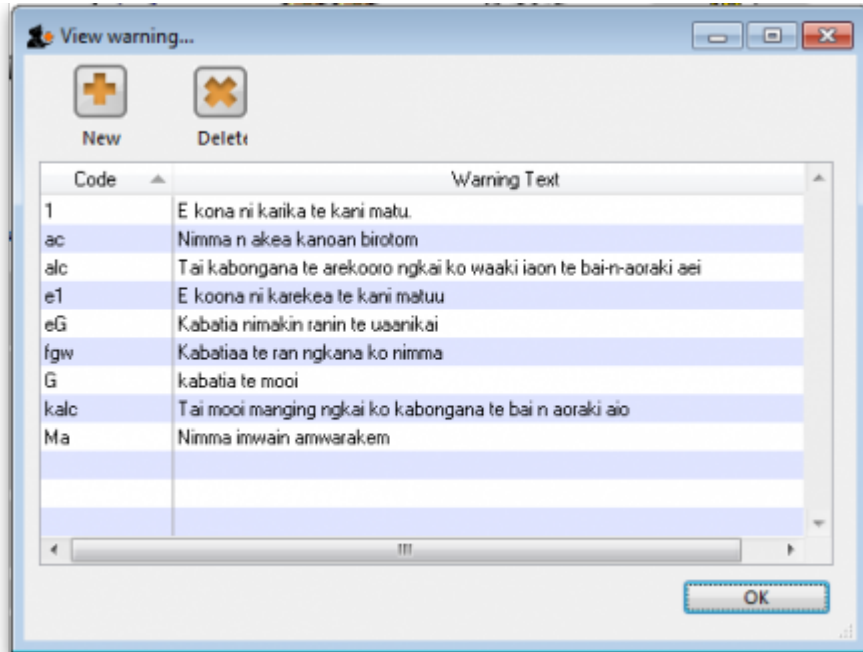 View warning...
New Delete
Code Warning Text
1 E kona ni karika te kani matu.
ac Nimma n akea kanoan birotom
alc Tai kabongana te arekooro ngkai ko waaki iaon te bai-n-aoraki aei
e1 E koona ni karekea te kani matuu
eG Kabatia nimakin ranin te uaanikai
fgw Kabatiaa te ran ngkana ko nimma
G kabatia te mooi
kalc Tai mooi manging ngkai ko kabongana te bai n aoraki aio
Ma Nimma imwain amwarakem
OK